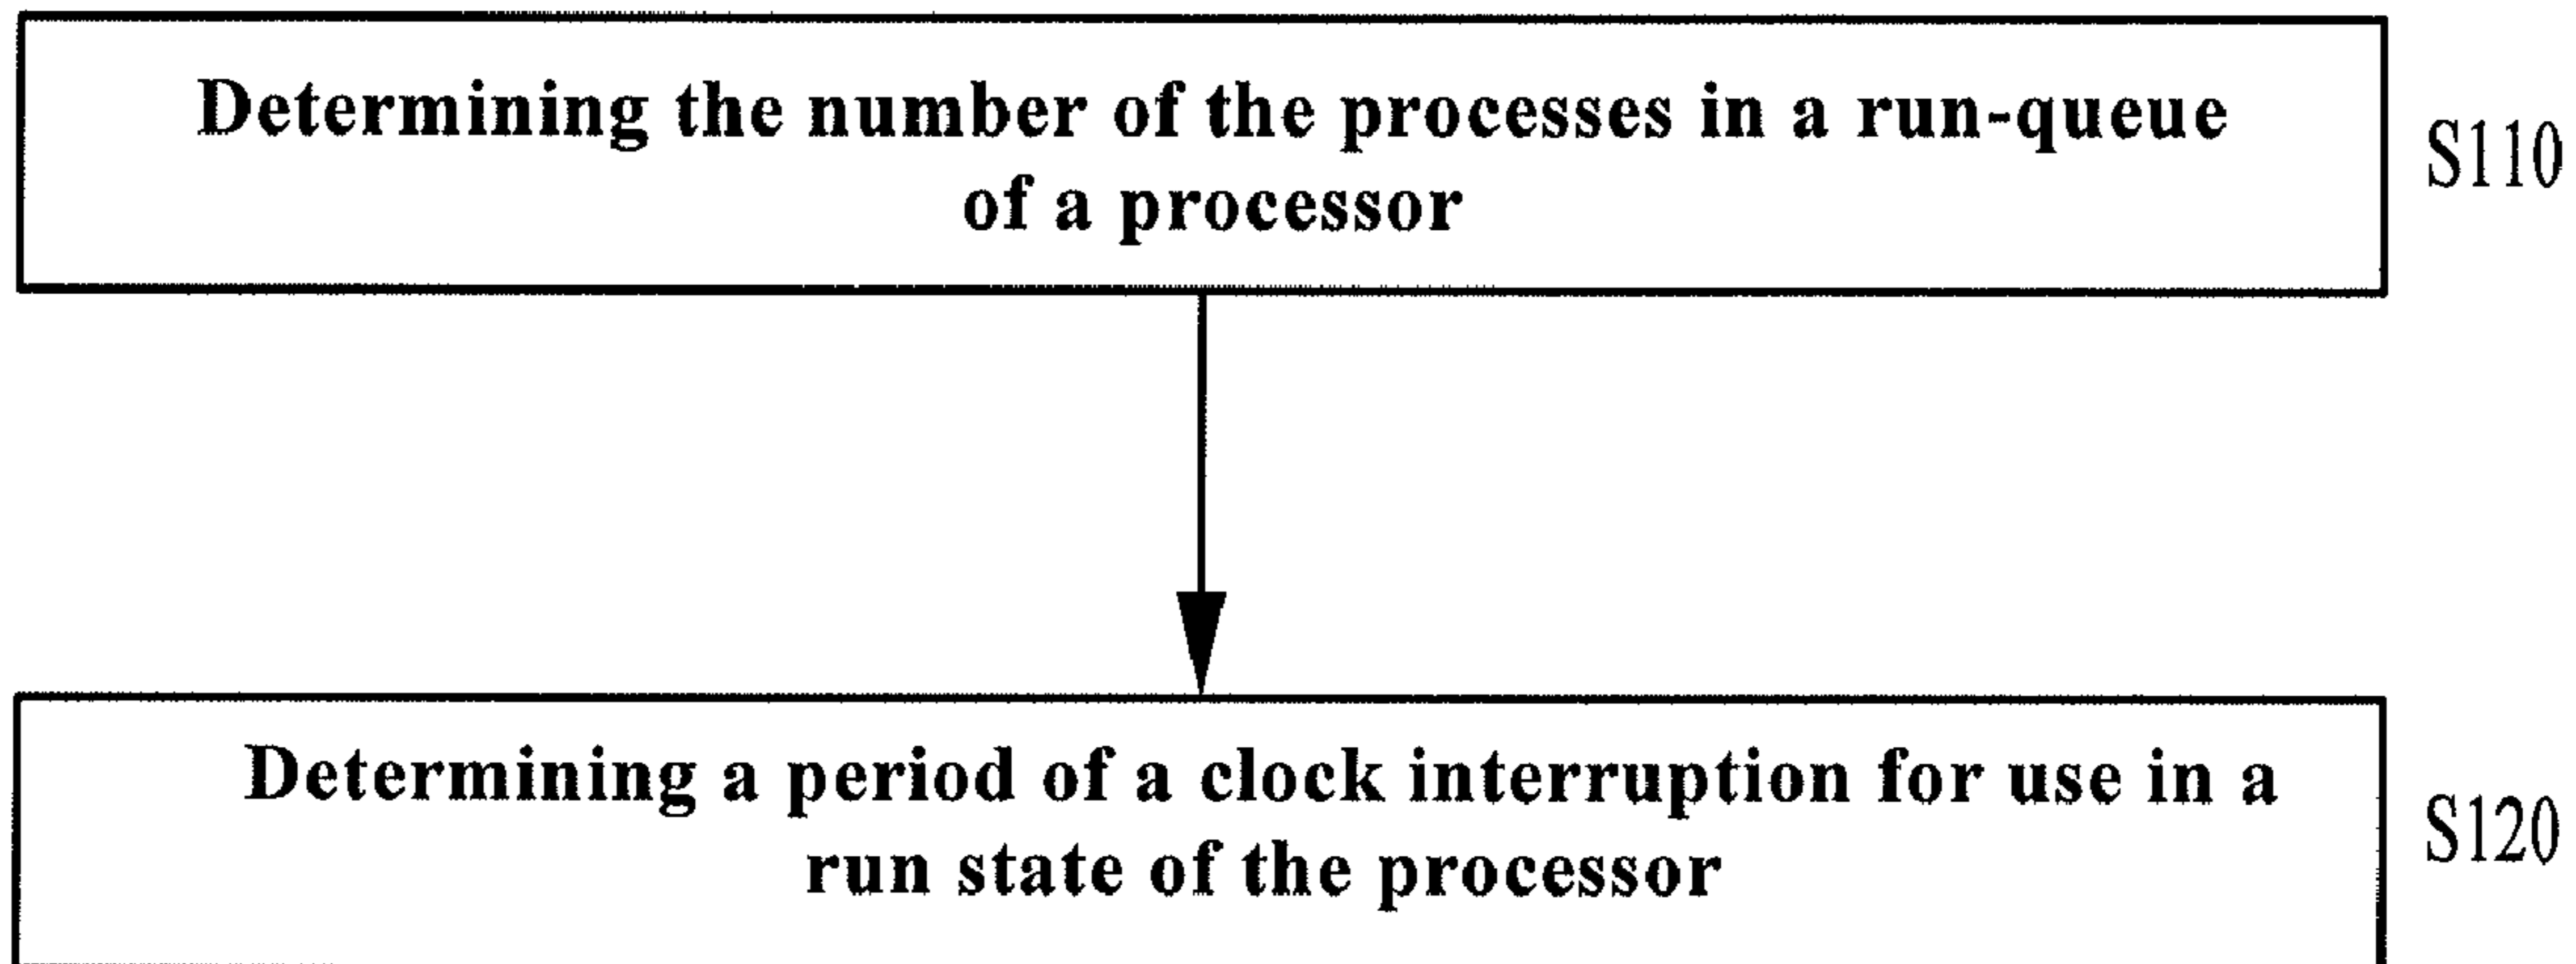 Determining the number of the processes in a run-queue
of a processor
S110
Determining a period of a clock interruption for use in a
run state of the processor
S120